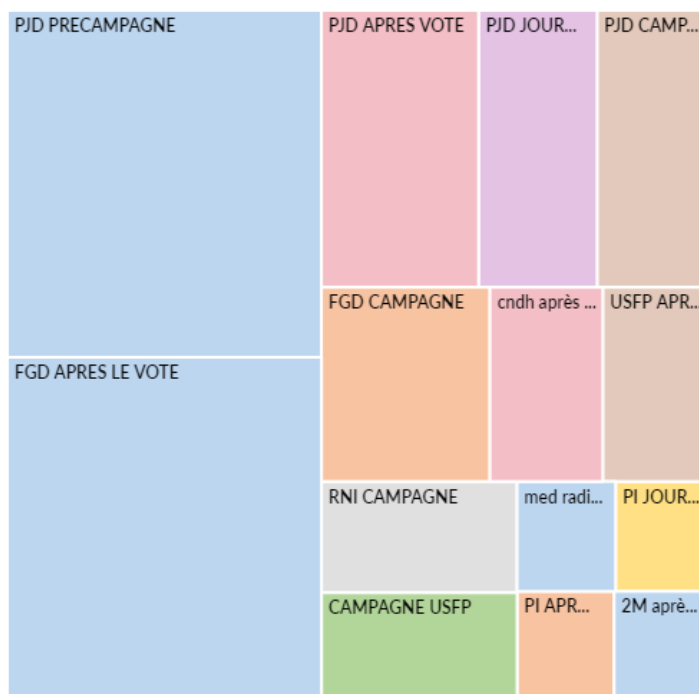 PJD PRECAMPAGNE
PJD APRES VOTE
PJD JOUR...
PJD CAMP...
FGD APRES LE VOTE
FGD CAMPAGNE
cndh après ...
USFP APR...
RNI CAMPAGNE
med radi...
PI JOUR...
CAMPAGNE USFP
PI APR...
2M aprè...